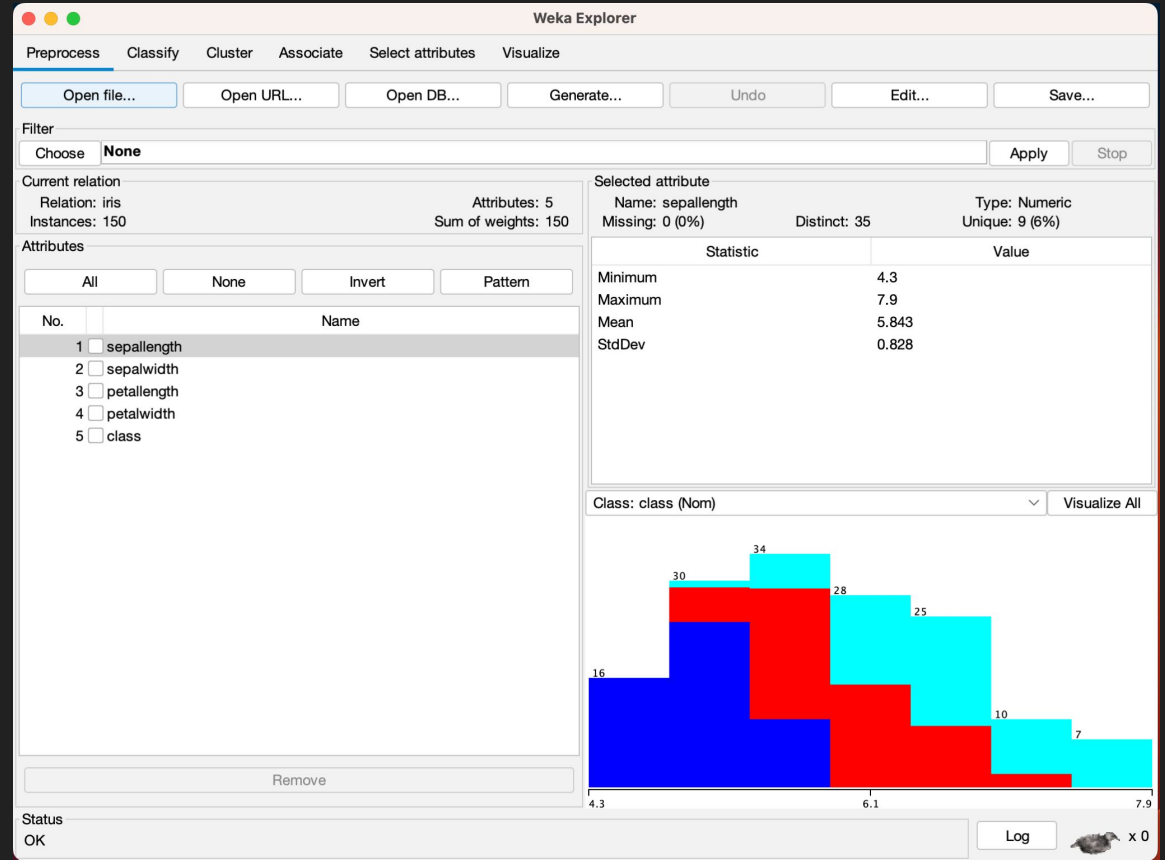 Weka Explorer
Preprocess Classify Cluster Associate Select attributes Visualize
Open file... Open URL... Open DB... Generate... Undo Edit... Save...
Filter
Choose None Apply Stop
Current relation
Relation: iris Attributes: 5
Instances: 150 Sum of weights: 150
Attributes
All None Invert Pattern
No. Name
1 sepallength
2 sepalwidth
3 petallength
4 petalwidth
5 class
Remove
Selected attribute
Name: sepallength Type: Numeric
Missing: 0 (0%) Distinct: 35 Unique: 9 (6%)
Statistic Value
Minimum 4.3
Maximum 7.9
Mean 5.843
StdDev 0.828
Class: class (Nom) Visualize All
16 30 34 28 25 10 7
4.3 6.1 7.9
Status
OK
Log x 0